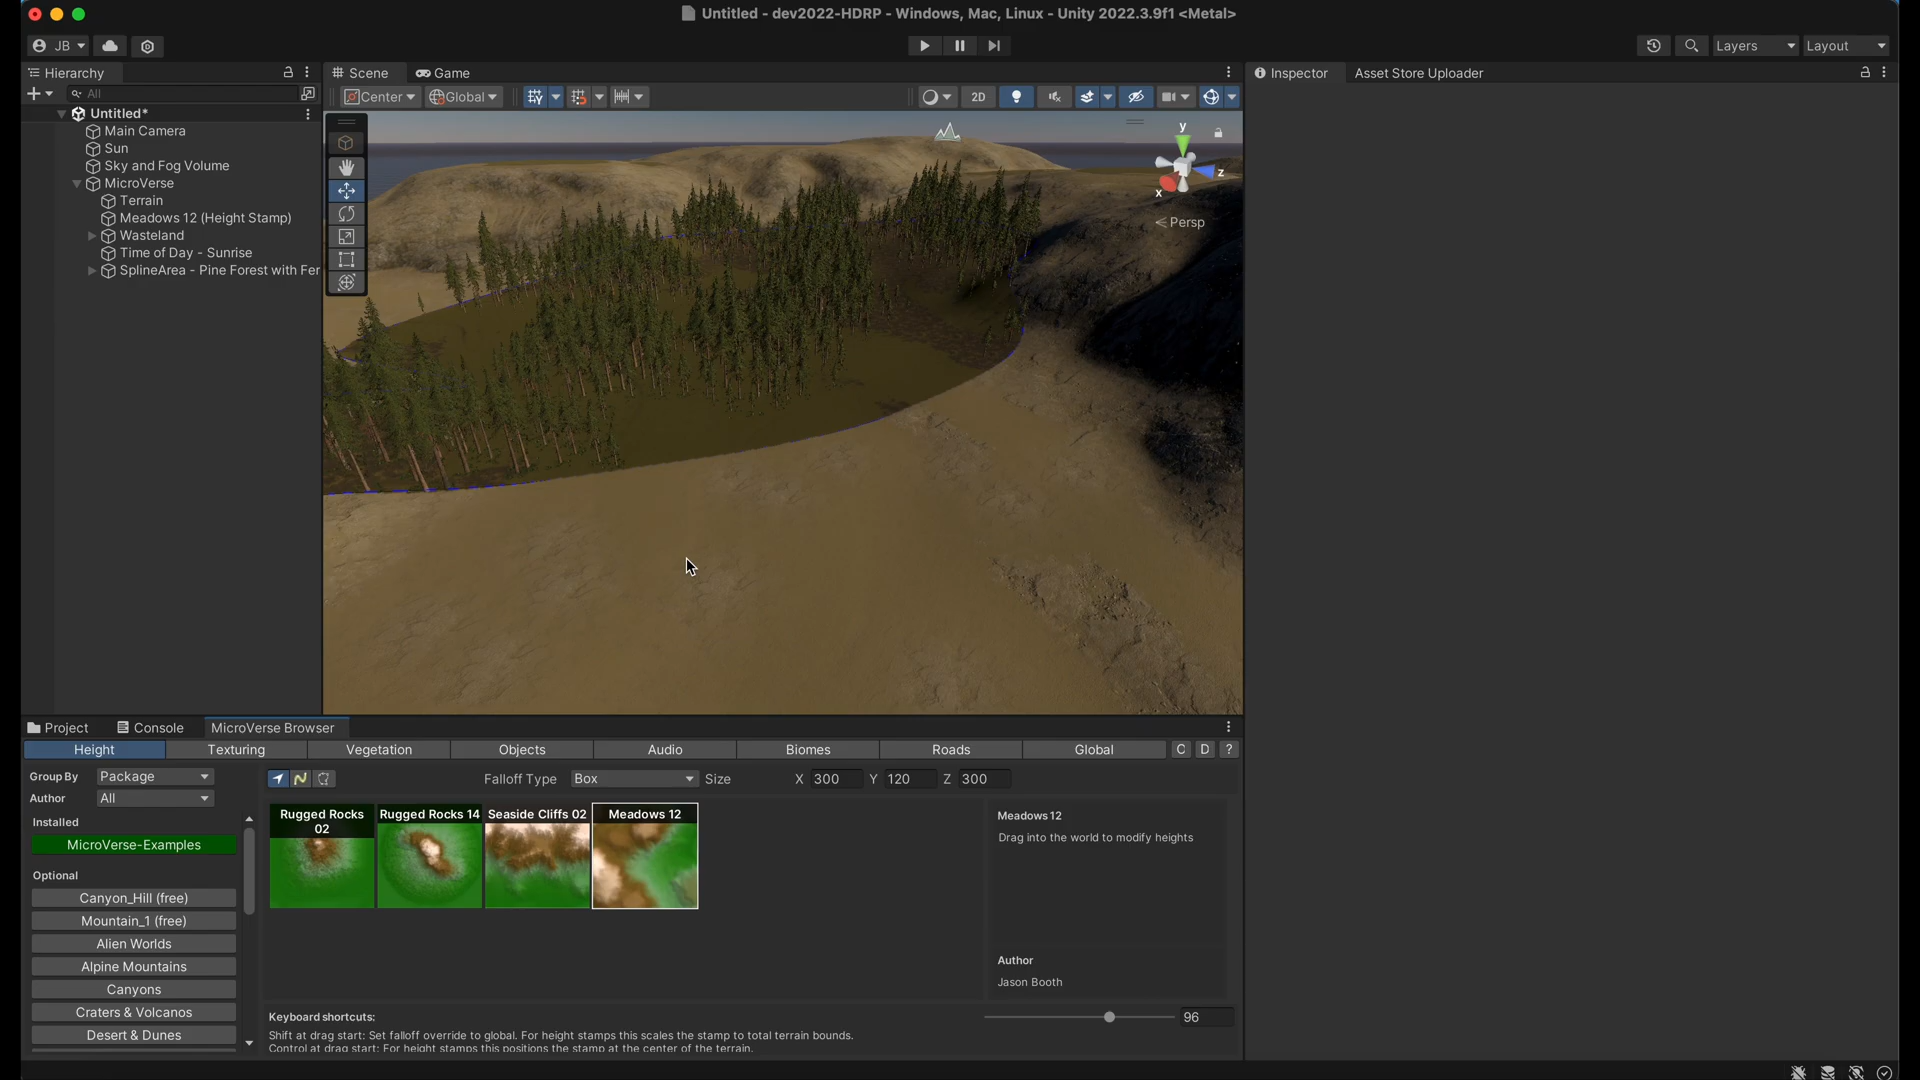 Untitled - dev2022-HDRP - Windows, Mac, Linux - Unity 2022.3.9f1 <Metal>
JB
Layers
Layout
Hierarchy
Scene
Game
Inspector
Asset Store Uploader
All
Center
Global
2D
Untitled*
Main Camera
Sun
Sky and Fog Volume
MicroVerse
Terrain
Meadows 12 (Height Stamp)
Wasteland
Time of Day - Sunrise
SplineArea - Pine Forest with Fer
y
z
x
Persp
Project
Console
MicroVerse Browser
Height
Texturing
Vegetation
Objects
Audio
Biomes
Roads
Global
C
D
?
Group By
Package
Falloff Type
Box
Size
X 300
Y 120
Z 300
Author
All
Installed
MicroVerse-Examples
Optional
Canyon_Hill (free)
Mountain_1 (free)
Alien Worlds
Alpine Mountains
Canyons
Craters & Volcanos
Desert & Dunes
Rugged Rocks
02
Rugged Rocks 14
Seaside Cliffs 02
Meadows 12
Meadows 12
Drag into the world to modify heights
Author
Jason Booth
Keyboard shortcuts:
96
Shift at drag start: Set falloff override to global. For height stamps this scales the stamp to total terrain bounds.
Control at drag start: For height stamps this positions the stamp at the center of the terrain.